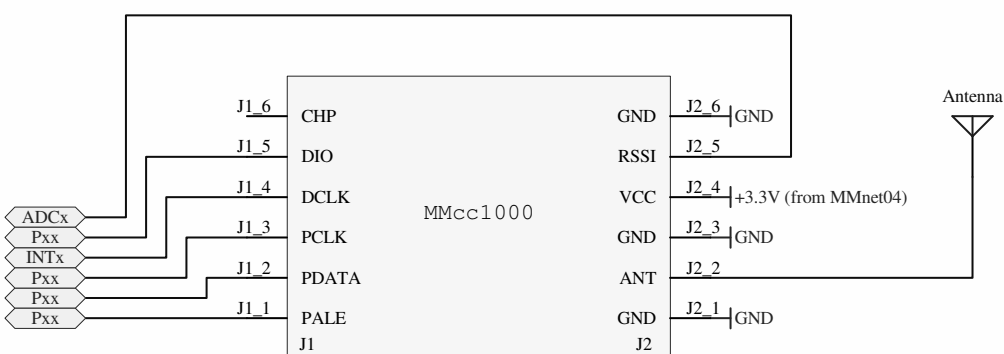 Antenna
J1_6 CHP GND J2_6 GND
J1_5 DIO RSSI J2_5
J1_4 DCLK VCC J2_4 +3.3V (from MMnet04)
MMcc1000
ADCx
Pxx J1_3 PCLK GND J2_3 GND
INTx
Pxx J1_2 PDATA ANT J2_2
Pxx
Pxx J1_1 PALE GND J2_1 GND
J1 J2